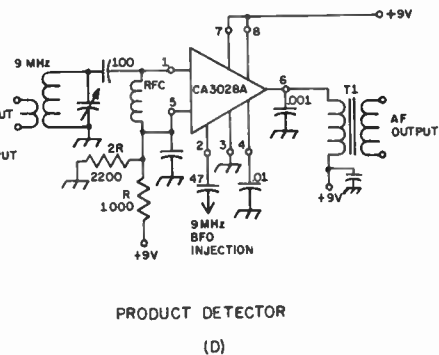 +9V
7 8
9 MHz
100
1
RFC
CA3028A
6
.001
T1
UT
AF
OUTPUT
5
PUT
2R
2200
2 3 4
47
.01
R
1000
+9V
9MHz
BFO
INJECTION
+9V
PRODUCT DETECTOR
(D)